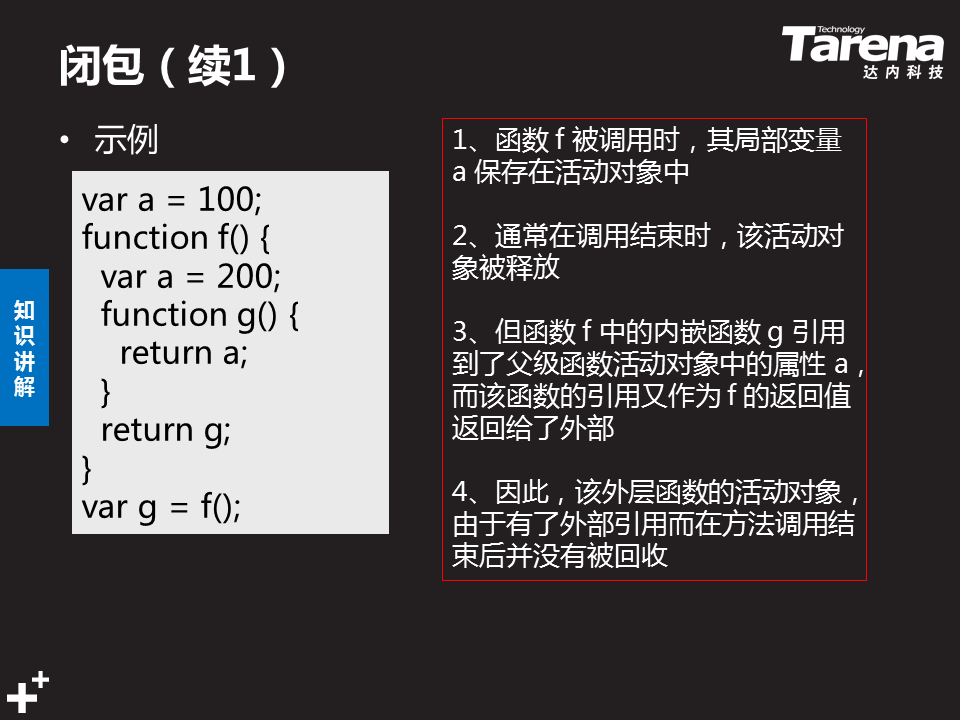 闭包（续1）
Technology
Tarena
达内科技
• 示例
var a = 100;
function f() {
var a = 200;
function g() {
return a;
}
return g;
}
var g = f();
知
识
讲
解
1、函数 f 被调用时，其局部变量
a 保存在活动对象中
2、通常在调用结束时，该活动对
象被释放
3、但函数 f 中的内嵌函数 g 引用
到了父级函数活动对象中的属性 a，
而该函数的引用又作为 f 的返回值
返回给了外部
4、因此，该外层函数的活动对象，
由于有了外部引用而在方法调用结
束后并没有被回收